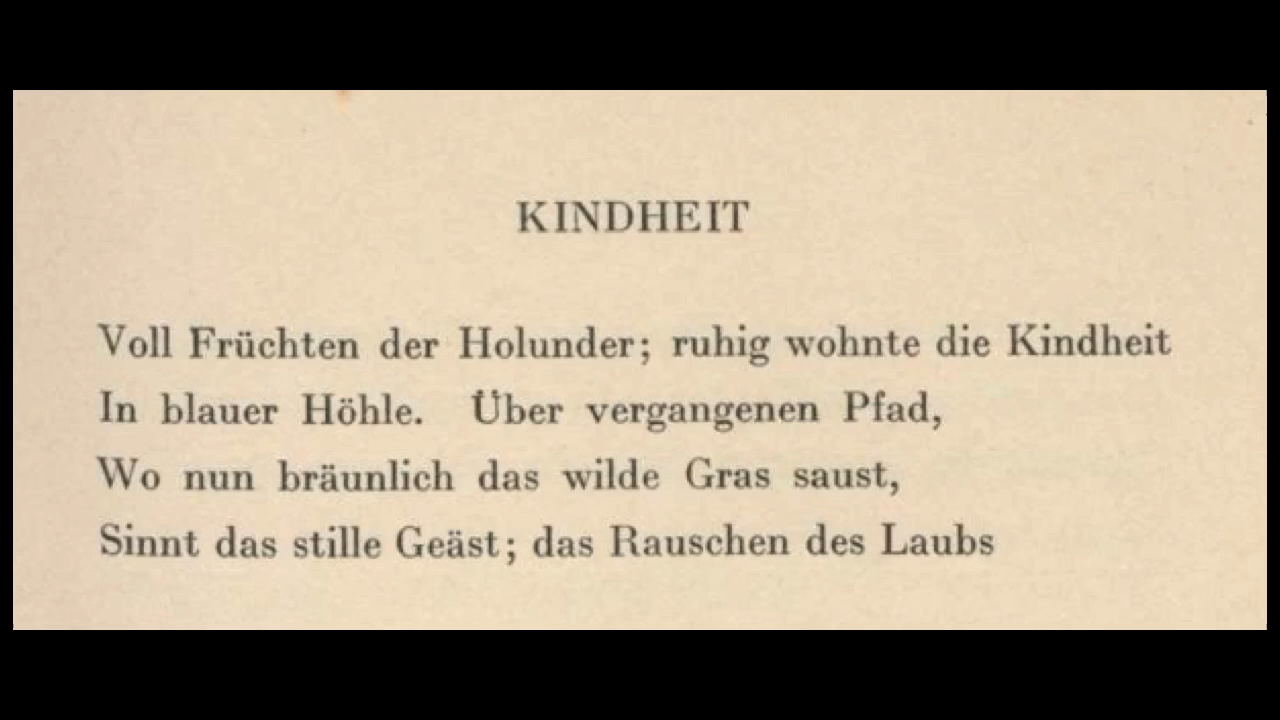 KINDHEIT
Voll Früchten der Holunder; ruhig wohnte die Kindheit
In blauer Höhle. Über vergangenen Pfad,
Wo nun bräunlich das wilde Gras saust,
Sinnt das stille Geäst; das Rauschen des Laubs